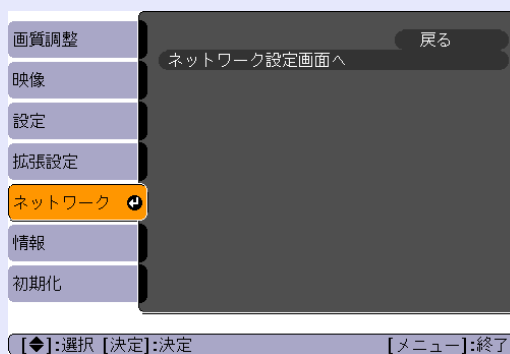 画質調整
映像
設定
拡張設定
ネットワーク
情報
初期化
戻る
ネットワーク設定画面へ
[◆]:選択 [決定]:決定 [メニュー]:終了